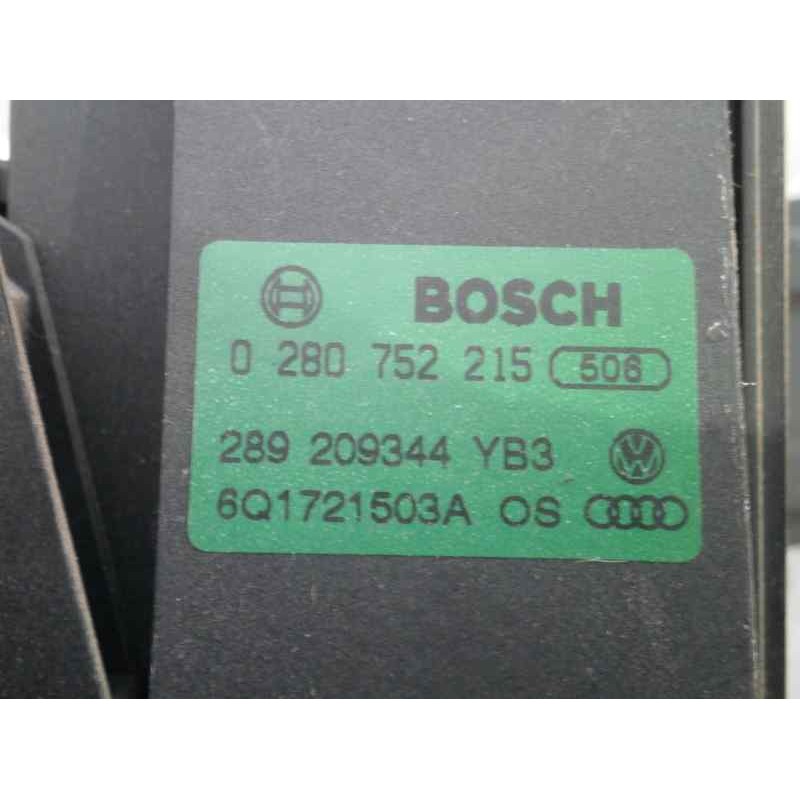 BOSCH
0 280 752 215 506
289 209344 YB3
6Q1721503A OS